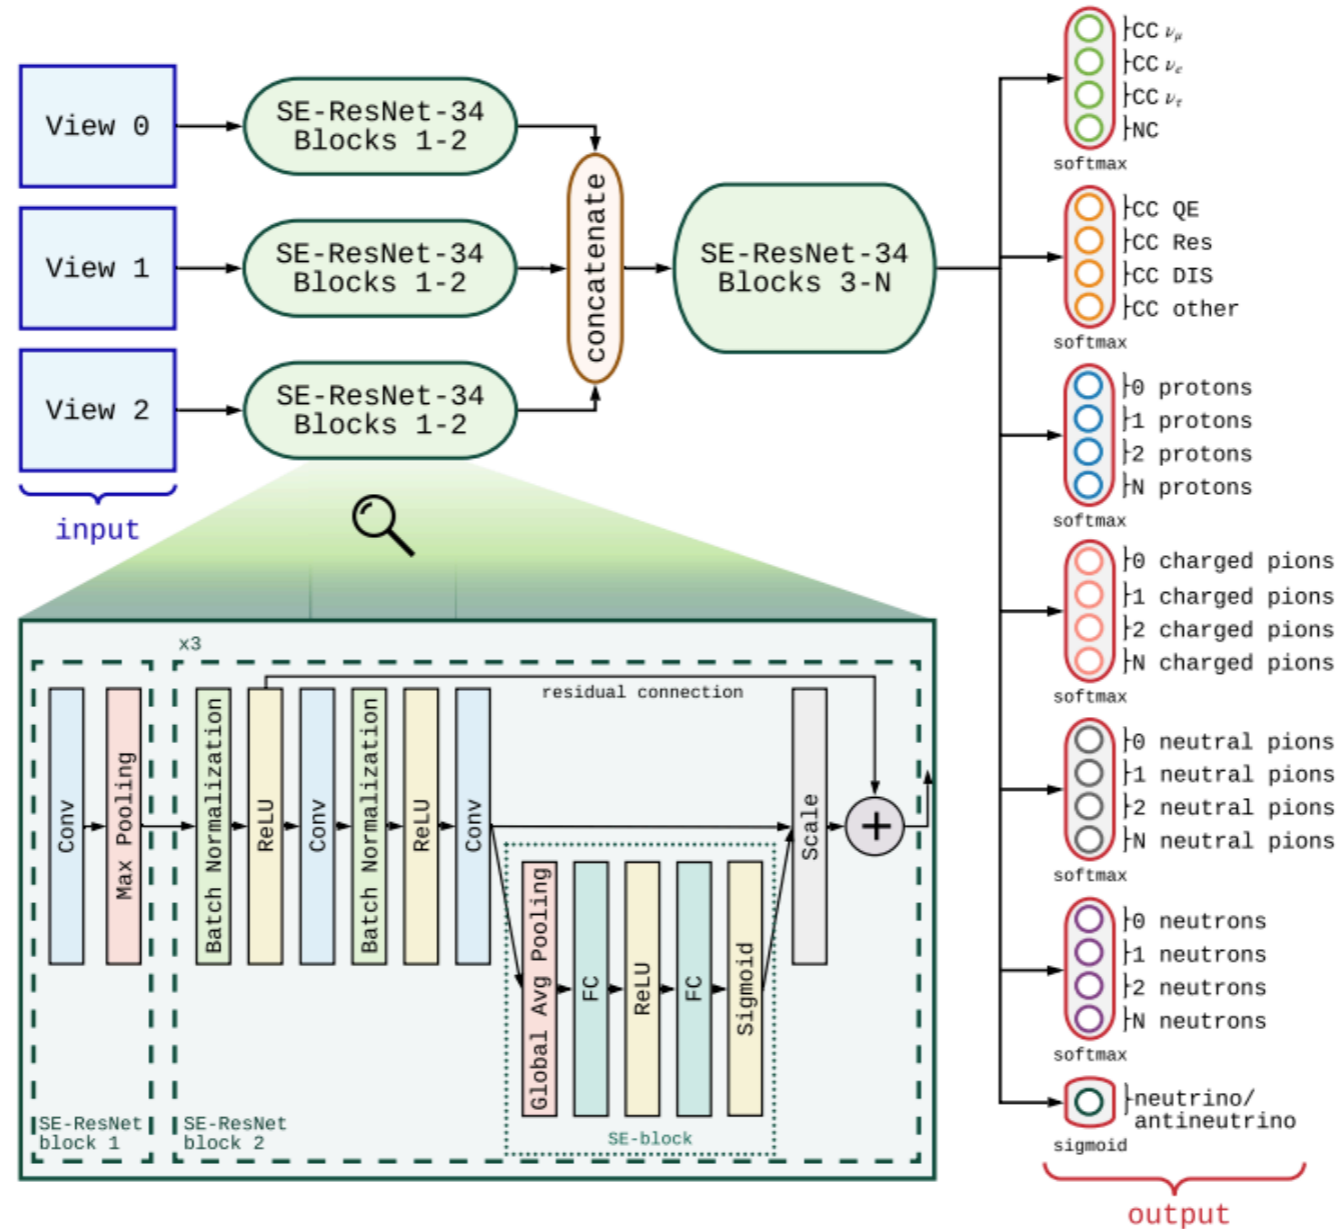 View 0
SE-ResNet-34
Blocks 1-2
View 1
SE-ResNet-34
Blocks 1-2
View 2
SE-ResNet-34
Blocks 1-2
input
concatenate
SE-ResNet-34
Blocks 3-N
x3
residual connection
Conv
Max Pooling
Batch Normalization
ReLU
Conv
Batch Normalization
ReLU
Conv
Global Avg Pooling
FC
ReLU
FC
Sigmoid
Scale
+
SE-ResNet
block 1
SE-ResNet
block 2
SE-block
CC νμ
CC νe
CC ντ
NC
softmax
CC QE
CC Res
CC DIS
CC other
softmax
0 protons
1 protons
2 protons
N protons
softmax
0 charged pions
1 charged pions
2 charged pions
N charged pions
softmax
0 neutral pions
1 neutral pions
2 neutral pions
N neutral pions
softmax
0 neutrons
1 neutrons
2 neutrons
N neutrons
softmax
neutrino/
antineutrino
sigmoid
output